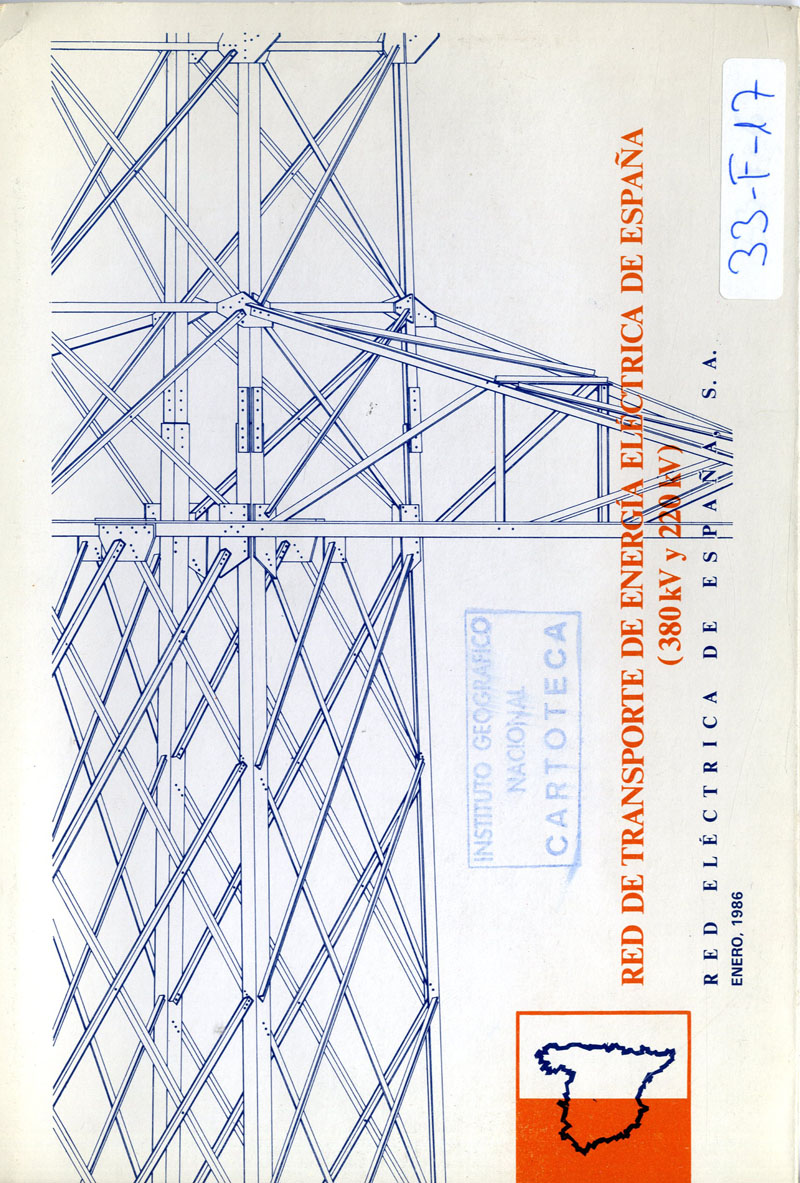 33-F-17
RED DE TRANSPORTE DE ENERGÍA ELÉCTRICA DE ESPAÑA
(380 kV y 220 kV)
RED ELÉCTRICA DE ESPAÑA, S. A.
ENERO, 1986
INSTITUTO GEOGRÁFICO
NACIONAL
CARTOTECA